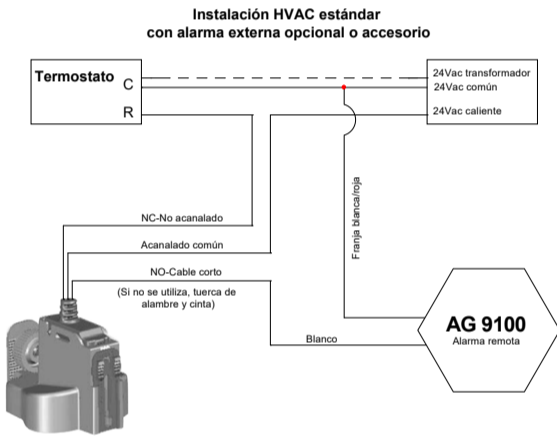 Instalación HVAC estándar
con alarma externa opcional o accesorio
Termostato
C
R
24Vac transformador
24Vac común
24Vac caliente
NC-No acanalado
Acanalado común
NO-Cable corto
(Si no se utiliza, tuerca de
alambre y cinta)
Franja blanca/roja
Blanco
AG 9100
Alarma remota